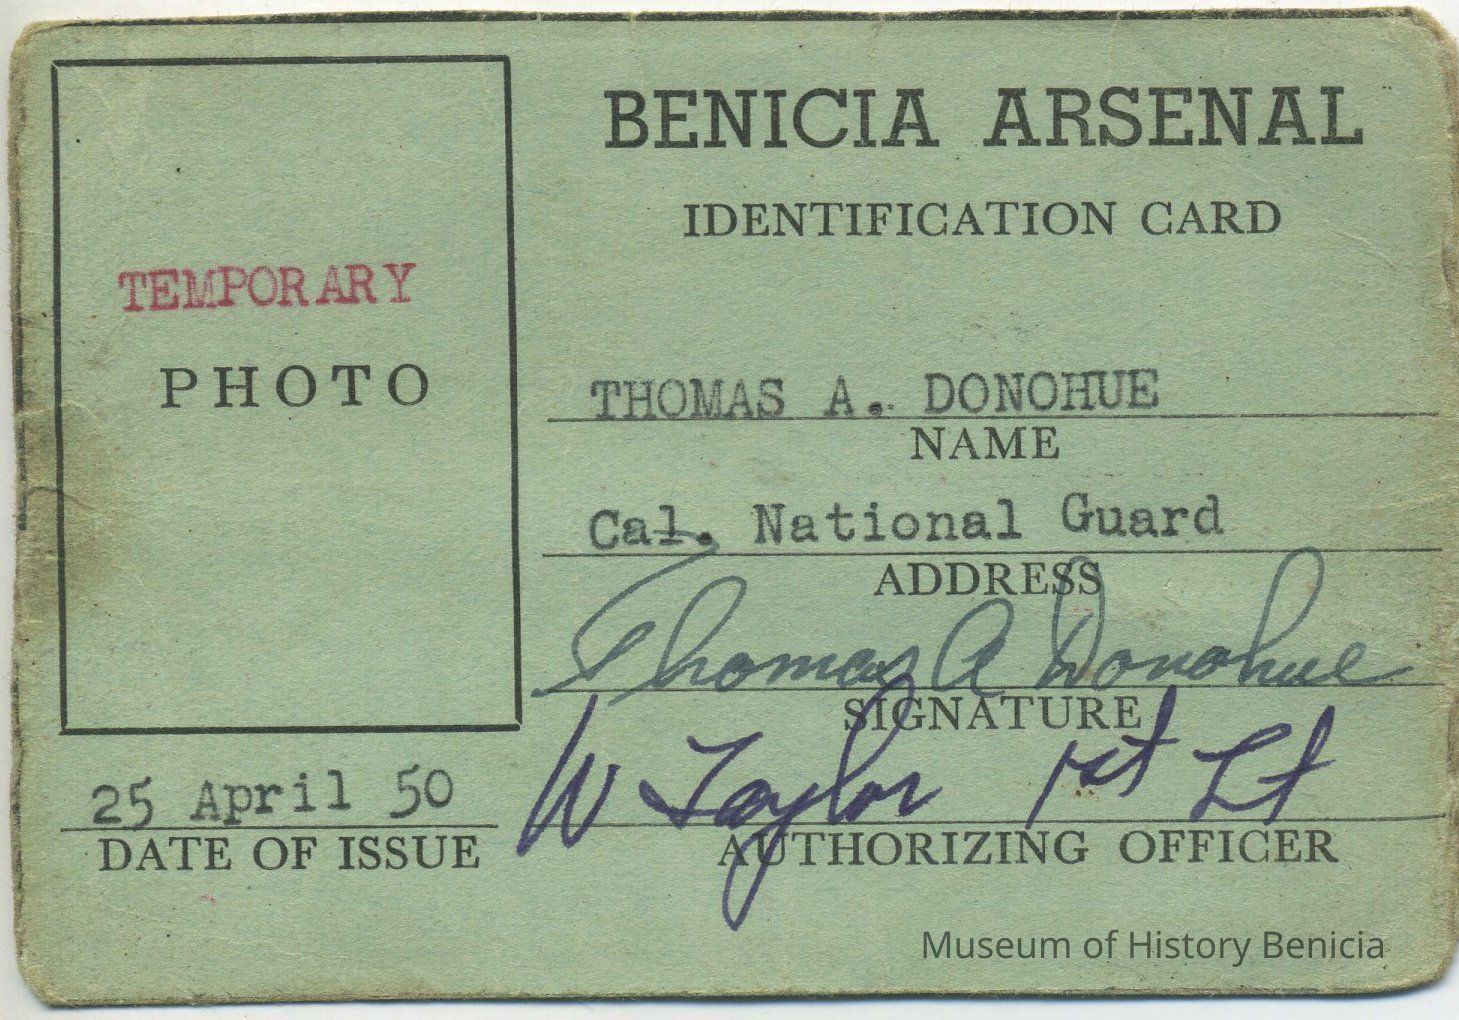 BENICIA ARSENAL
IDENTIFICATION CARD
TEMPORARY
PHOTO
THOMAS A. DONOHUE
NAME
Cal. National Guard
ADDRESS
Thomas A Donohue
SIGNATURE
W Taylor 1st Lt
AUTHORIZING OFFICER
25 April 50
DATE OF ISSUE
Museum of History Benicia